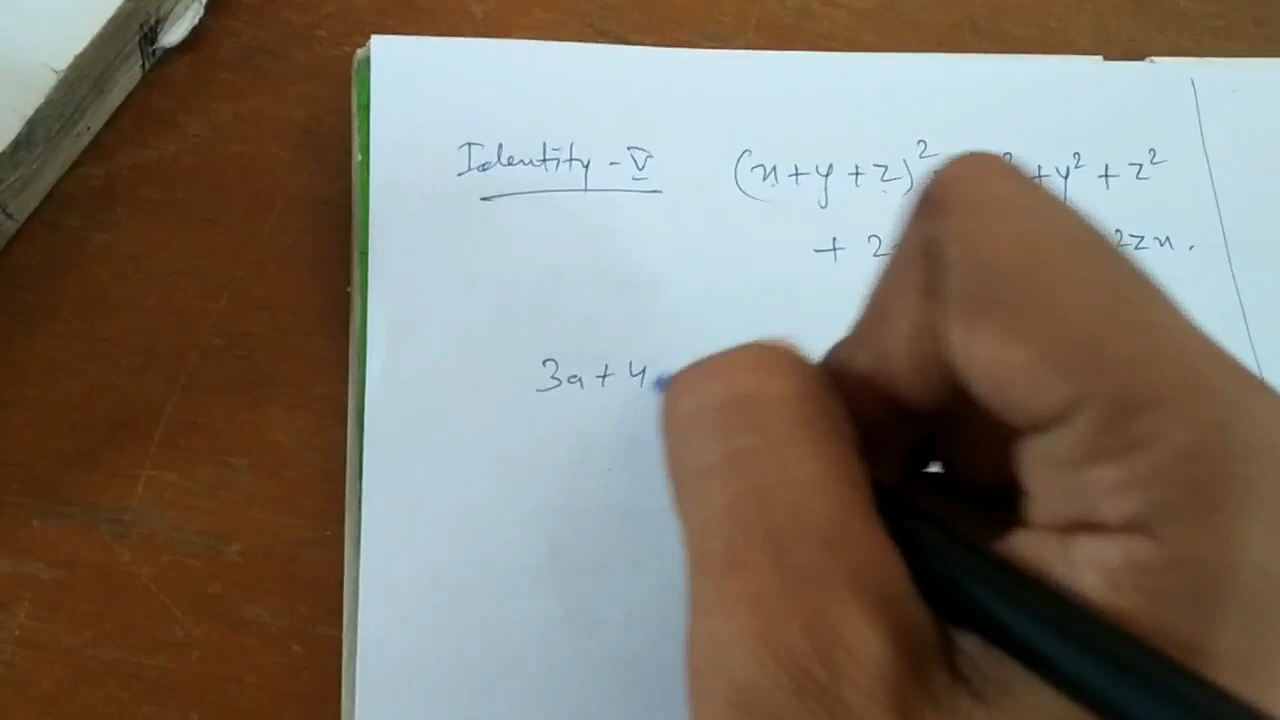 Identity - V (x+y+z)² +y² + z²
+ 2 2zx.
3a+4